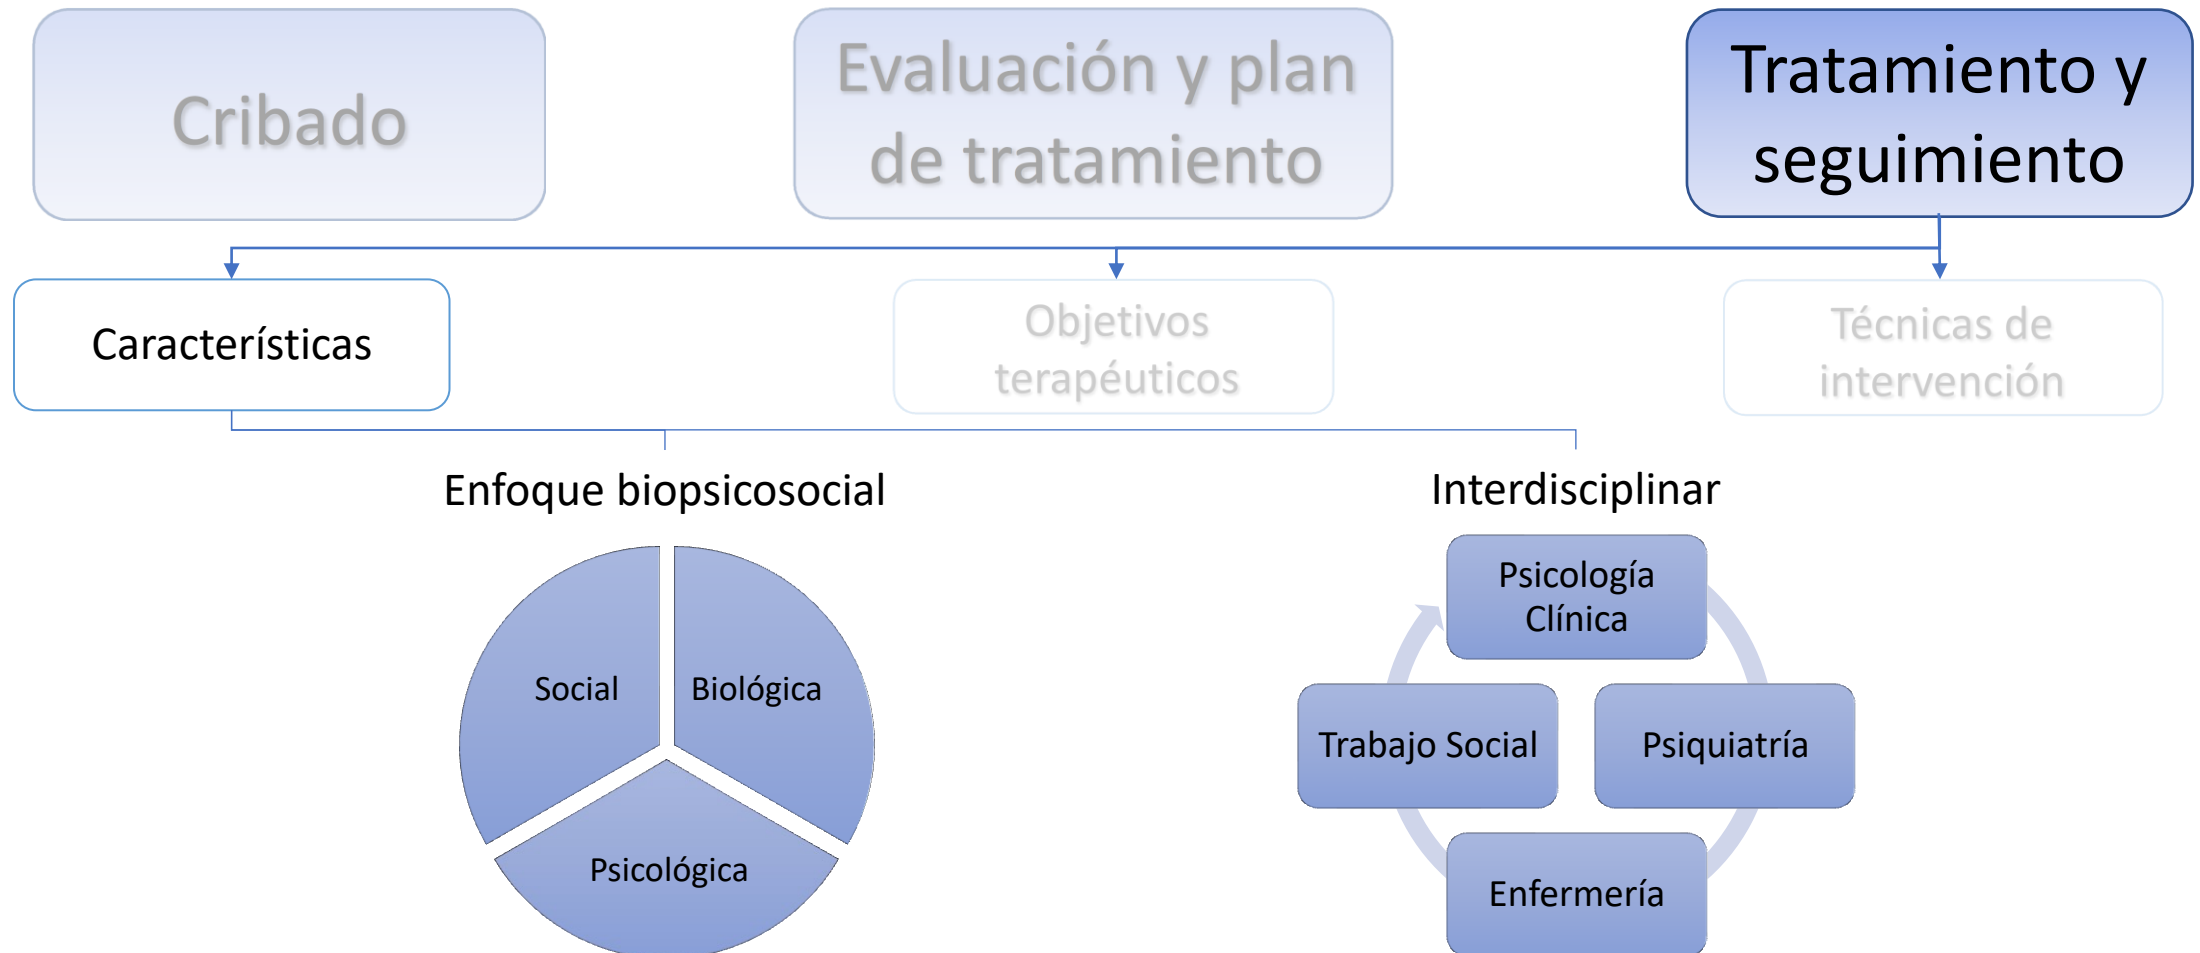 Cribado
Evaluación y plan
de tratamiento
Tratamiento y
seguimiento
Características
Objetivos
terapéuticos
Técnicas de
intervención
Enfoque biopsicosocial
Social
Biológica
Psicológica
Interdisciplinar
Psicología
Clínica
Trabajo Social
Psiquiatría
Enfermería